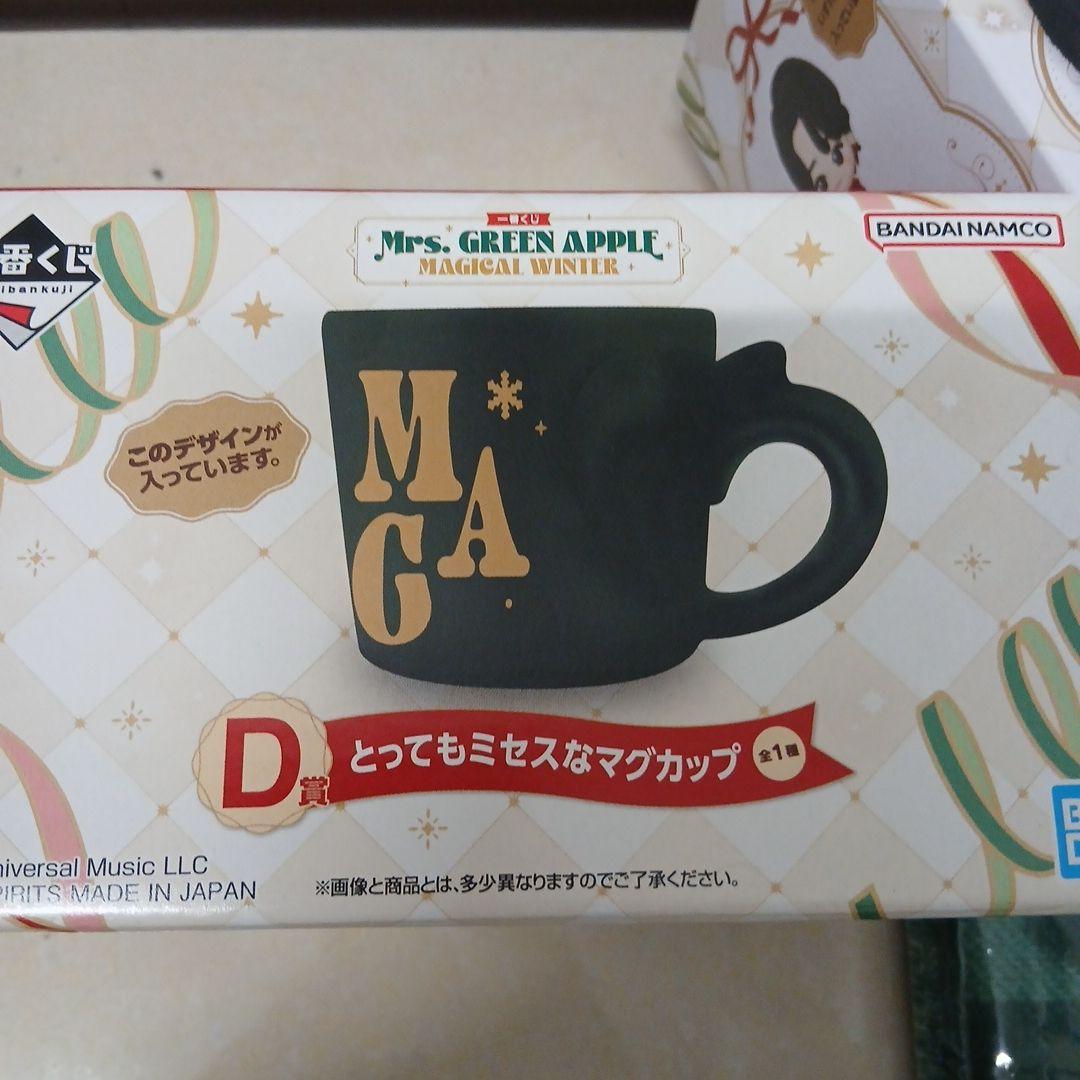 番くじ
ibankuji
一番くじ
Mrs. GREEN APPLE
MAGICAL WINTER
BANDAI NAMCO
このデザインが
入っています。
M
A
G
D賞
とってもミセスなマグカップ
全1種
niversal Music LLC
PIRITS MADE IN JAPAN
※画像と商品とは、多少異なりますのでご了承ください。